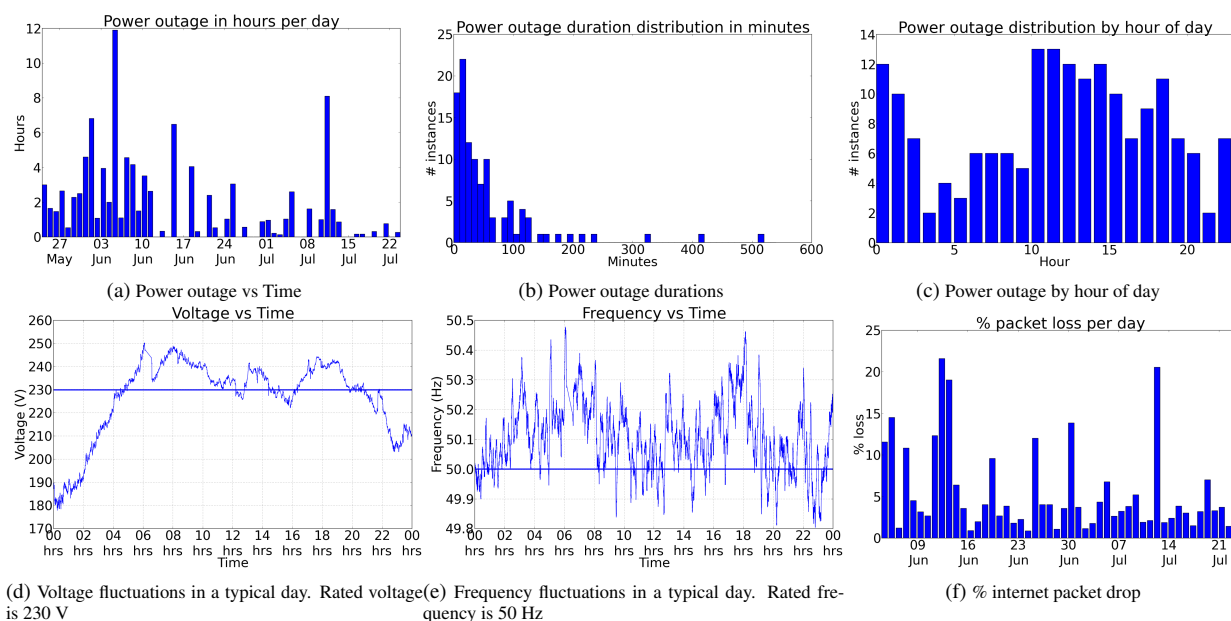 Power outage in hours per day
12
10
8
6
4
2
0
Hours
27 03 10 17 24 01 08 15 22
May Jun Jun Jun Jun Jul Jul Jul Jul
(a) Power outage vs Time
Power outage duration distribution in minutes
25
20
15
10
5
0
# instances
0 100 200 300 400 500 600
Minutes
(b) Power outage durations
Power outage distribution by hour of day
14
12
10
8
6
4
2
0
# instances
0 5 10 15 20
Hour
(c) Power outage by hour of day
Voltage vs Time
260
250
240
230
220
210
200
190
180
170
Voltage (V)
00 02 04 06 08 10 12 14 16 18 20 22 00
hrs hrs hrs hrs hrs hrs hrs hrs hrs hrs hrs hrs hrs
Time
(d) Voltage fluctuations in a typical day. Rated voltage
is 230 V
Frequency vs Time
50.5
50.4
50.3
50.2
50.1
50.0
49.9
49.8
Frequency (Hz)
00 02 04 06 08 10 12 14 16 18 20 22 00
hrs hrs hrs hrs hrs hrs hrs hrs hrs hrs hrs hrs hrs
Time
(e) Frequency fluctuations in a typical day. Rated fre-
quency is 50 Hz
% packet loss per day
25
20
15
10
5
0
% loss
09 16 23 30 07 14 21
Jun Jun Jun Jun Jul Jul Jul
(f) % internet packet drop